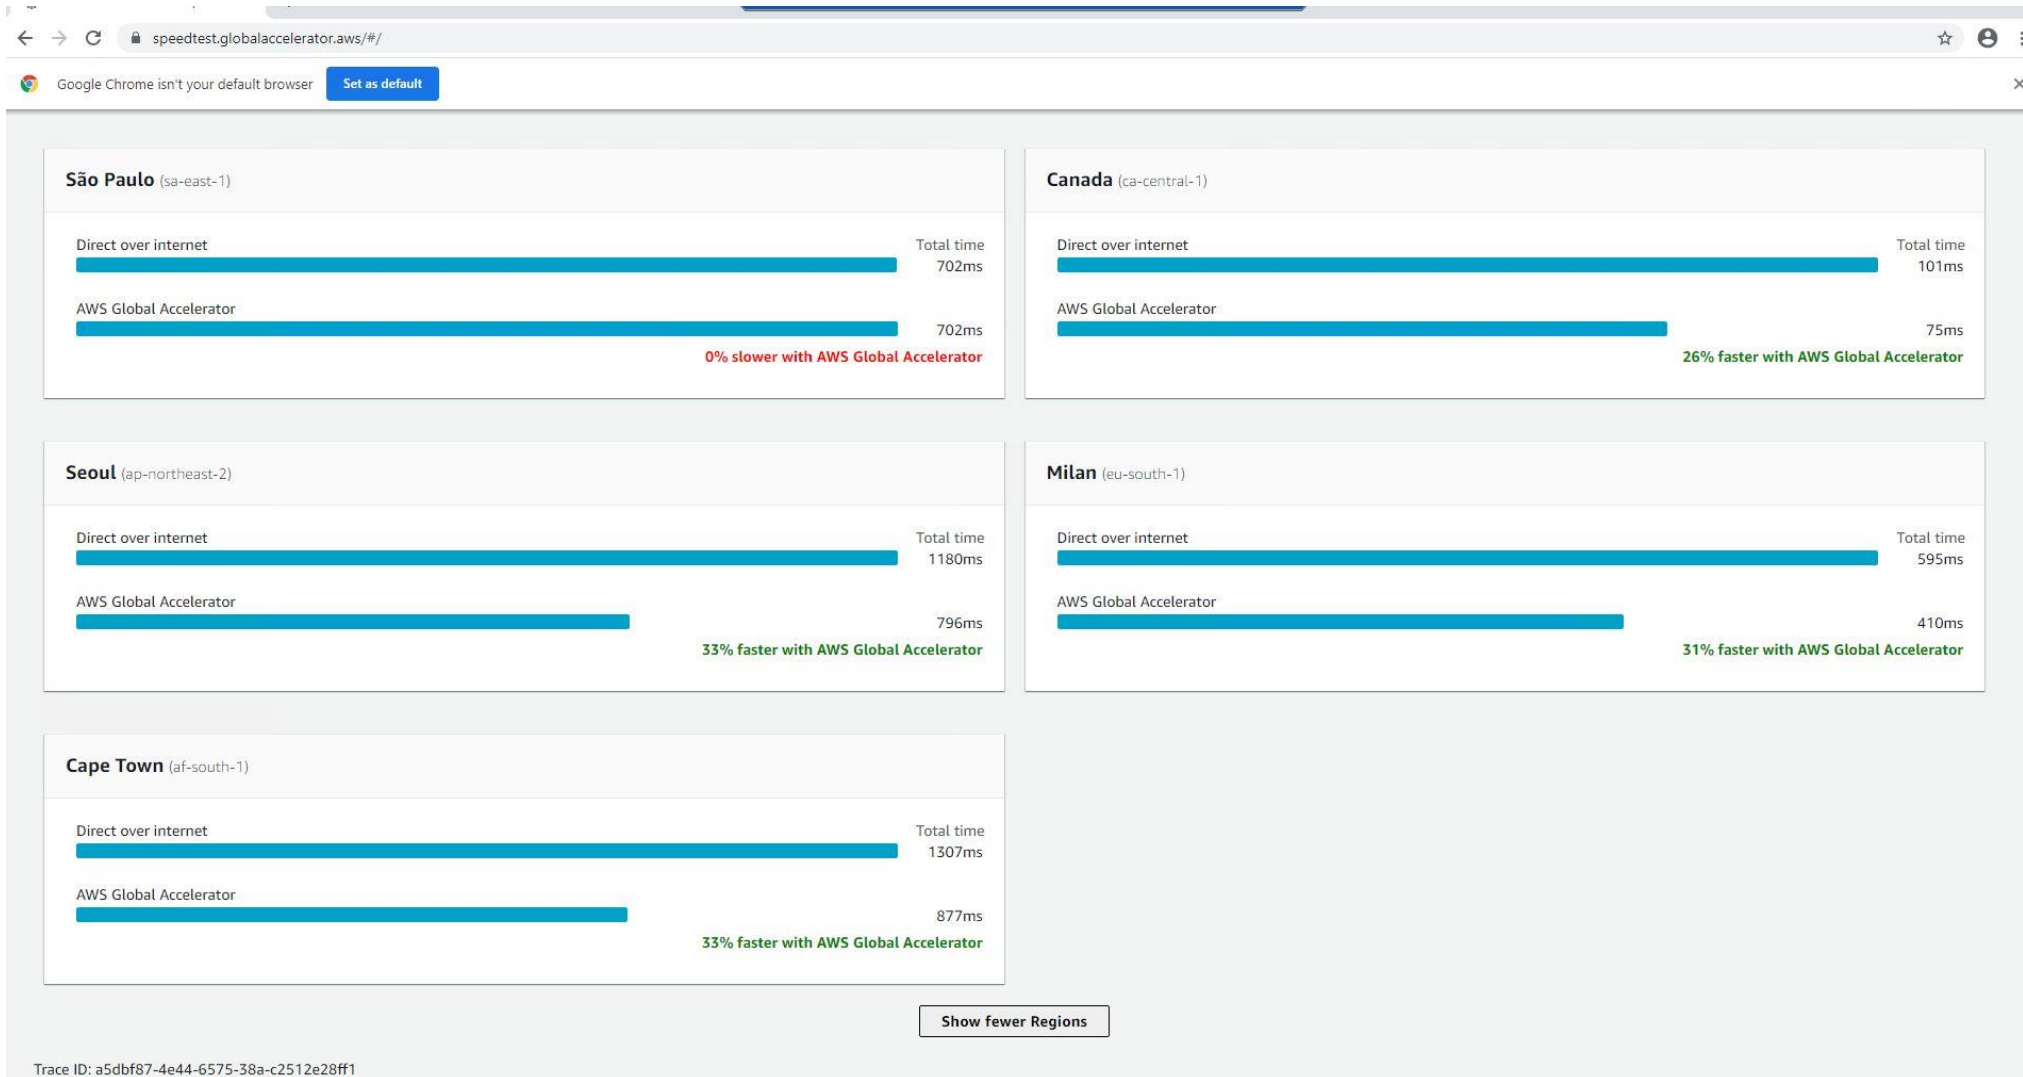 speedtest.globalaccelerator.aws/#/
Google Chrome isn't your default browser
Set as default
São Paulo (sa-east-1)
Direct over internet
Total time
702ms
AWS Global Accelerator
702ms
0% slower with AWS Global Accelerator
Canada (ca-central-1)
Direct over internet
Total time
101ms
AWS Global Accelerator
75ms
26% faster with AWS Global Accelerator
Seoul (ap-northeast-2)
Direct over internet
Total time
1180ms
AWS Global Accelerator
796ms
33% faster with AWS Global Accelerator
Milan (eu-south-1)
Direct over internet
Total time
595ms
AWS Global Accelerator
410ms
31% faster with AWS Global Accelerator
Cape Town (af-south-1)
Direct over internet
Total time
1307ms
AWS Global Accelerator
877ms
33% faster with AWS Global Accelerator
Show fewer Regions
Trace ID: a5dbf87-4e44-6575-38a-c2512e28ff1